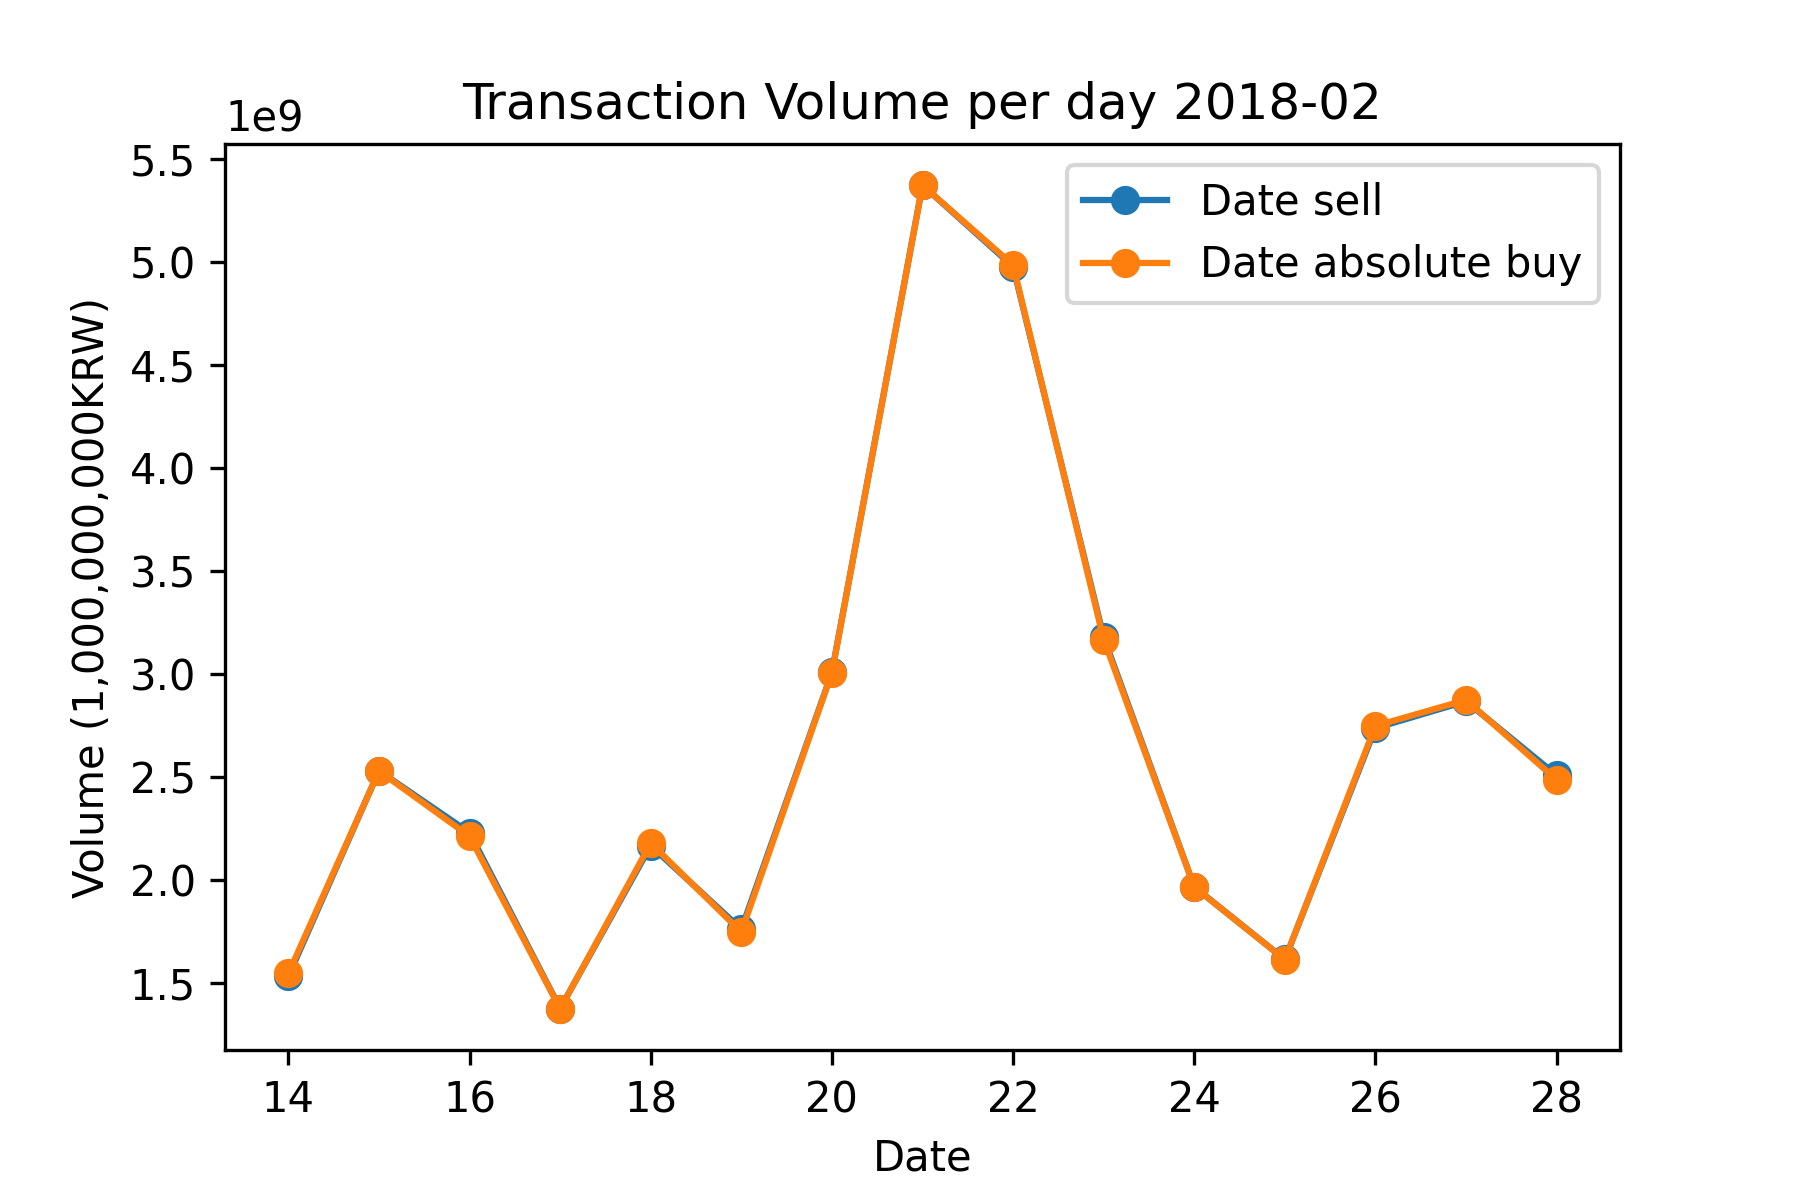 Transaction Volume per day 2018-02
1e9
5.5
5.0
4.5
4.0
3.5
3.0
2.5
2.0
1.5
Volume (1,000,000,000KRW)
Date sell
Date absolute buy
14 16 18 20 22 24 26 28
Date